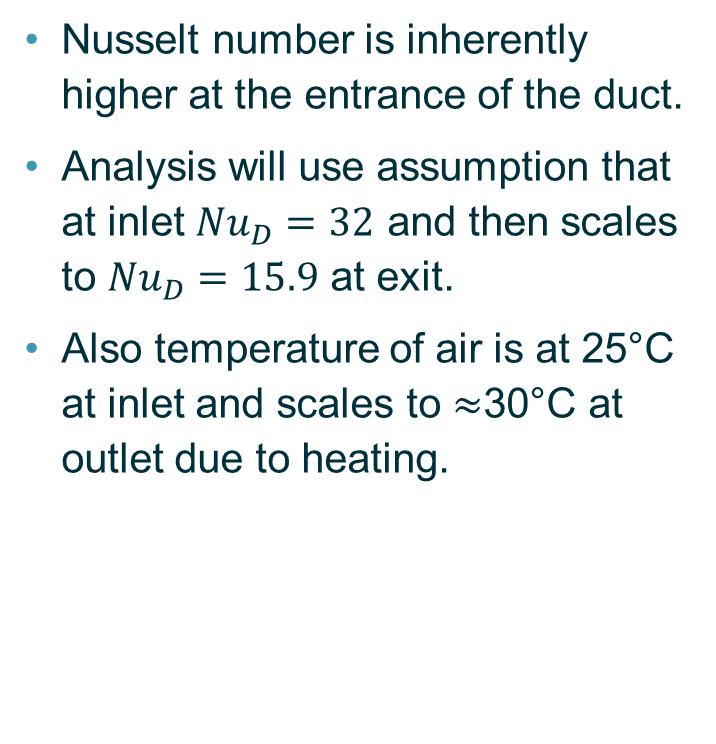 • Nusselt number is inherently
higher at the entrance of the duct.
• Analysis will use assumption that
at inlet 𝑁𝑢_𝐷 = 32 and then scales
to 𝑁𝑢_𝐷 = 15.9 at exit.
• Also temperature of air is at 25°C
at inlet and scales to ≈30°C at
outlet due to heating.